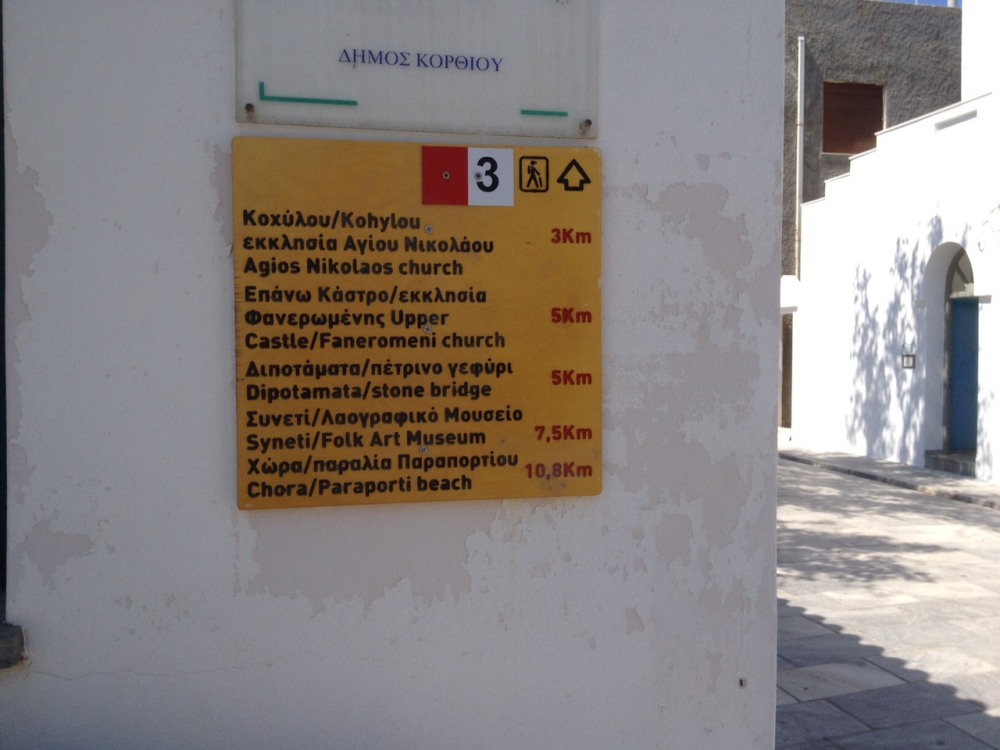 ΔΗΜΟΣ ΚΟΡΘΙΟΥ
3
Κοχύλου/Kohylou
εκκλησία Αγίου Νικολάου 3Km
Agios Nikolaos church
Επάνω Κάστρο/εκκλησία
Φανερωμένης Upper 5Km
Castle/Faneromeni church
Διποτάματα/πέτρινο γεφύρι
Dipotamata/stone bridge 5Km
Συνετί/Λαογραφικό Μουσείο
Syneti/Folk Art Museum 7,5Km
Χώρα/παραλία Παραπορτίου 10,8Km
Chora/Paraporti beach